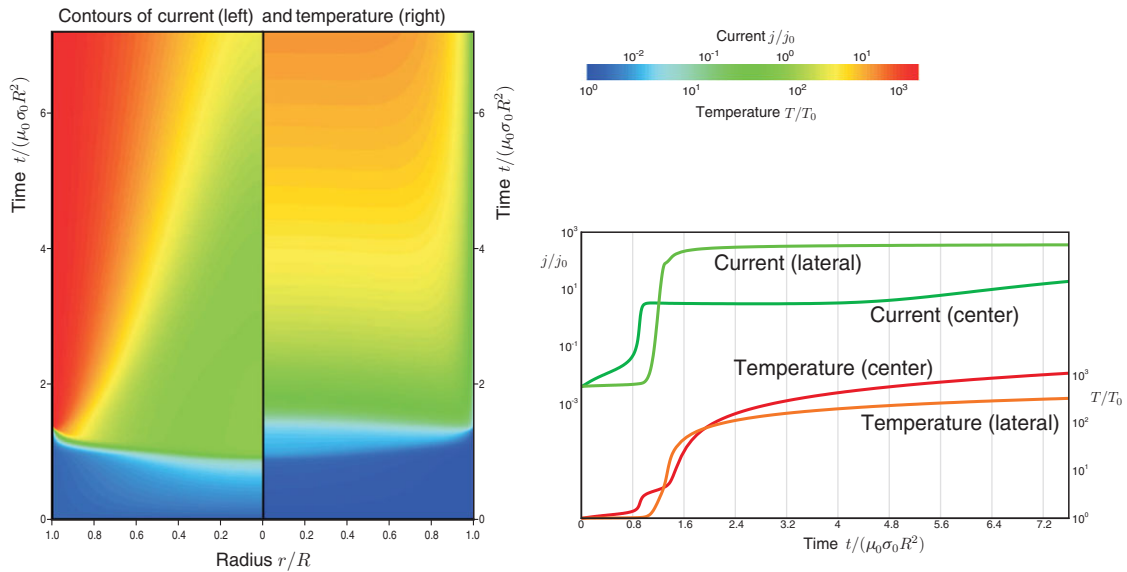 Contours of current (left) and temperature (right)
Time t/(μ₀σ₀R²)
6
4
2
0
6
4
2
0
Time t/(μ₀σ₀R²)
1.0 0.8 0.6 0.4 0.2 0 0.2 0.4 0.6 0.8 1.0
Radius r/R
Current j/j₀
10⁻² 10⁻¹ 10⁰ 10¹
10⁰ 10¹ 10² 10³
Temperature T/T₀
10³
j/j₀
10¹
10⁻¹
10⁻³
Current (lateral)
Current (center)
Temperature (center)
Temperature (lateral)
10³
T/T₀
10²
10¹
10⁰
0 0.8 1.6 2.4 3.2 4 4.8 5.6 6.4 7.2
Time t/(μ₀σ₀R²)